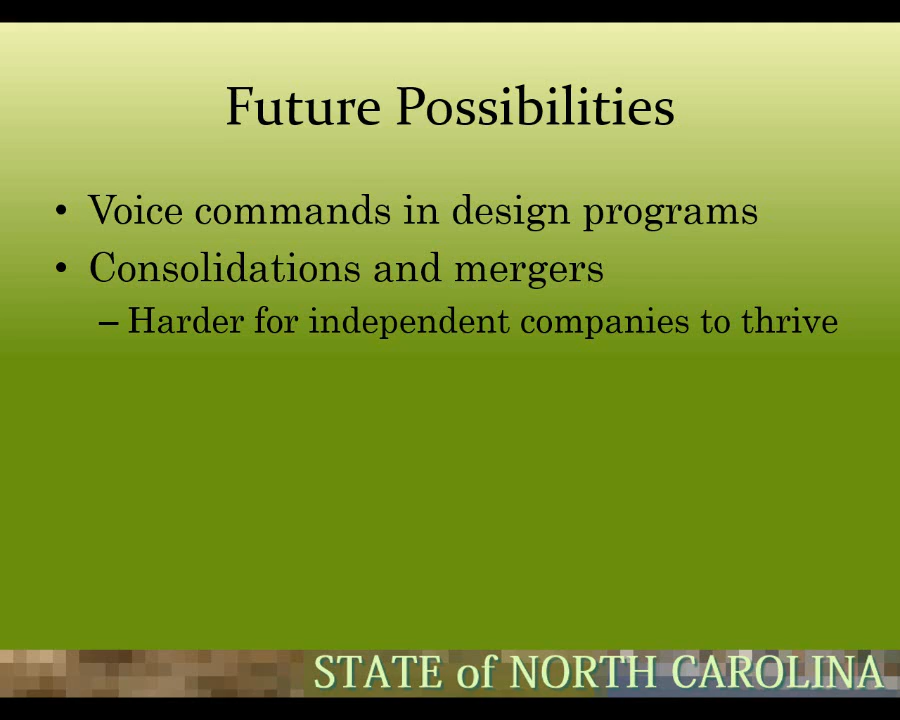 Future Possibilities
• Voice commands in design programs
• Consolidations and mergers
– Harder for independent companies to thrive
STATE of NORTH CAROLINA